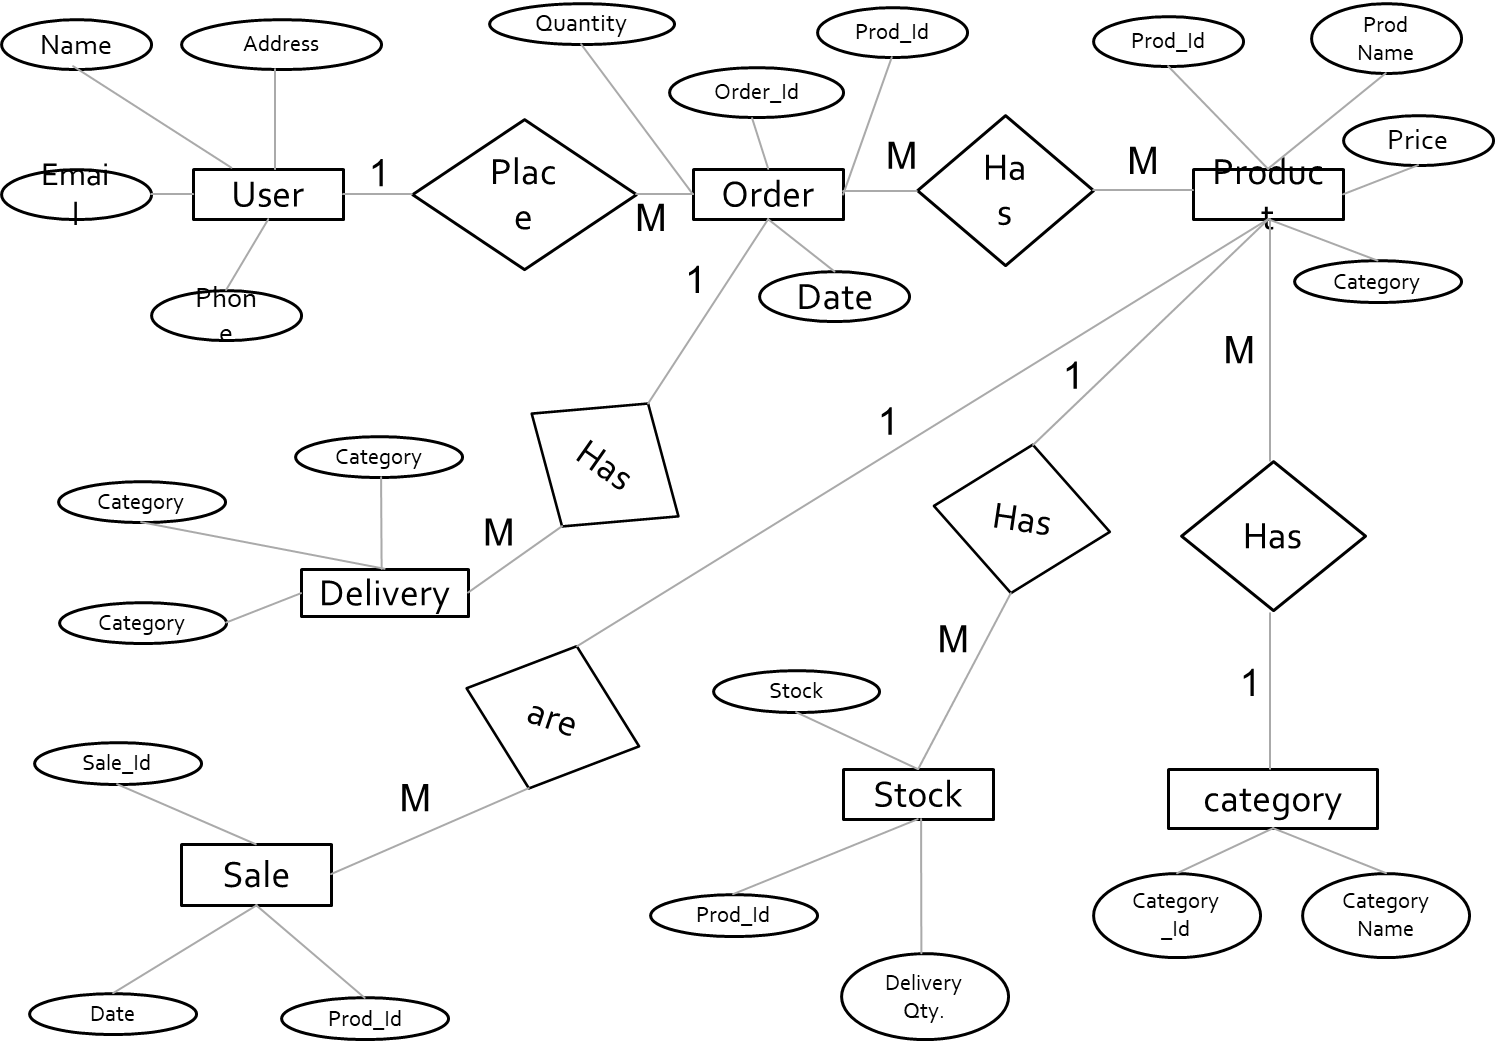 Quantity
Prod_Id
Prod
Name
Address
Name
Prod_Id
Order_Id
Price
1
M
M
Plac
e
Ha
s
Emai
l
User
Order
Produc
t
M
1
Category
Phon
e
Date
M
1
1
Category
Has
Category
Has
M
Has
Delivery
Category
M
1
Stock
are
Sale_Id
M
Stock
category
Sale
Prod_Id
Category
_Id
Category
Name
Delivery
Qty.
Date
Prod_Id